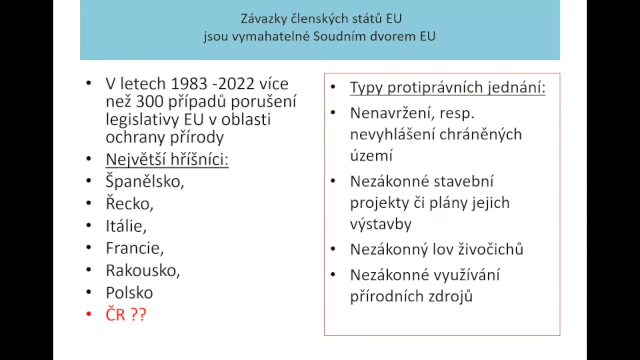 Závazky členských států EU
jsou vymahatelné Soudním dvorem EU
• V letech 1983 -2022 více
než 300 případů porušení
legislativy EU v oblasti
ochrany přírody
• Největší hříšníci:
• Španělsko,
• Řecko,
• Itálie,
• Francie,
• Rakousko,
• Polsko
• ČR ??
• Typy protiprávních jednání:
• Nenavržení, resp.
nevyhlášení chráněných
území
• Nezákonné stavební
projekty či plány jejich
výstavby
• Nezákonný lov živočichů
• Nezákonné využívání
přírodních zdrojů